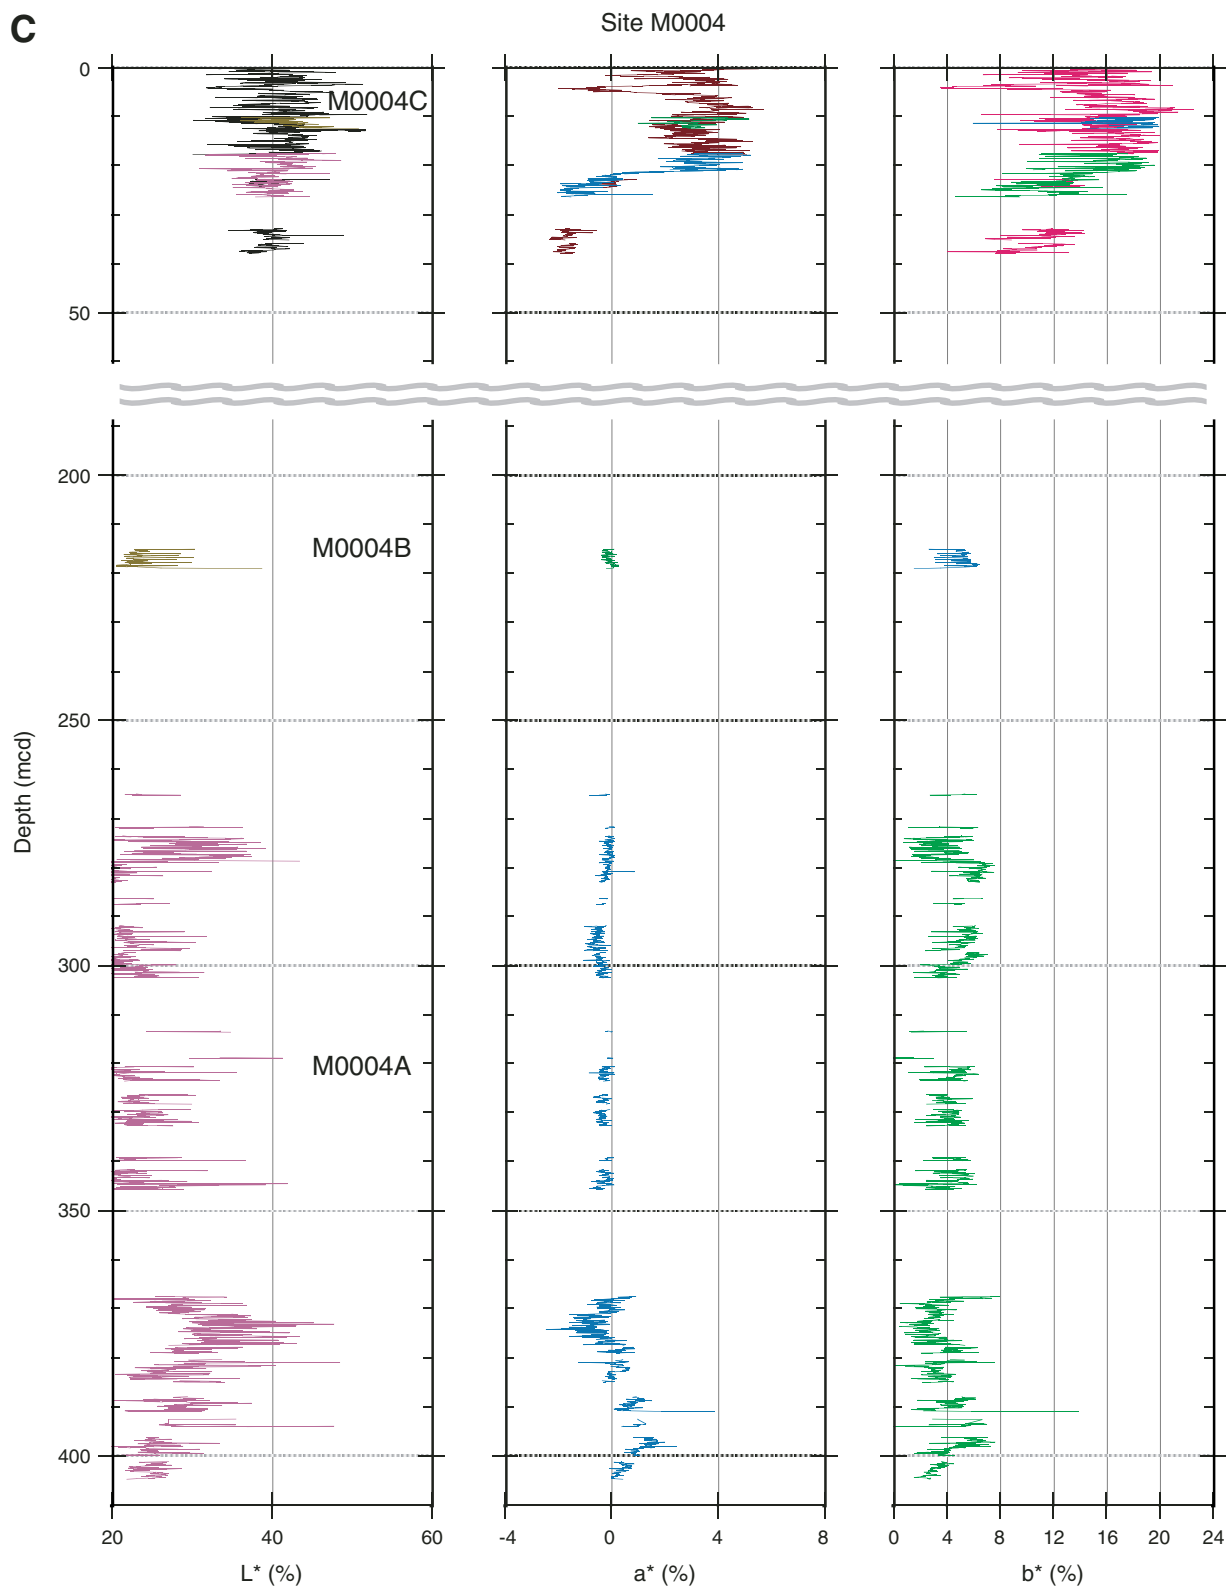 C
Site M0004
0
M0004C
50
200
M0004B
250
Depth (mcd)
300
M0004A
350
400
20 40 60 -4 0 4 8 0 4 8 12 16 20 24
L* (%) a* (%) b* (%)